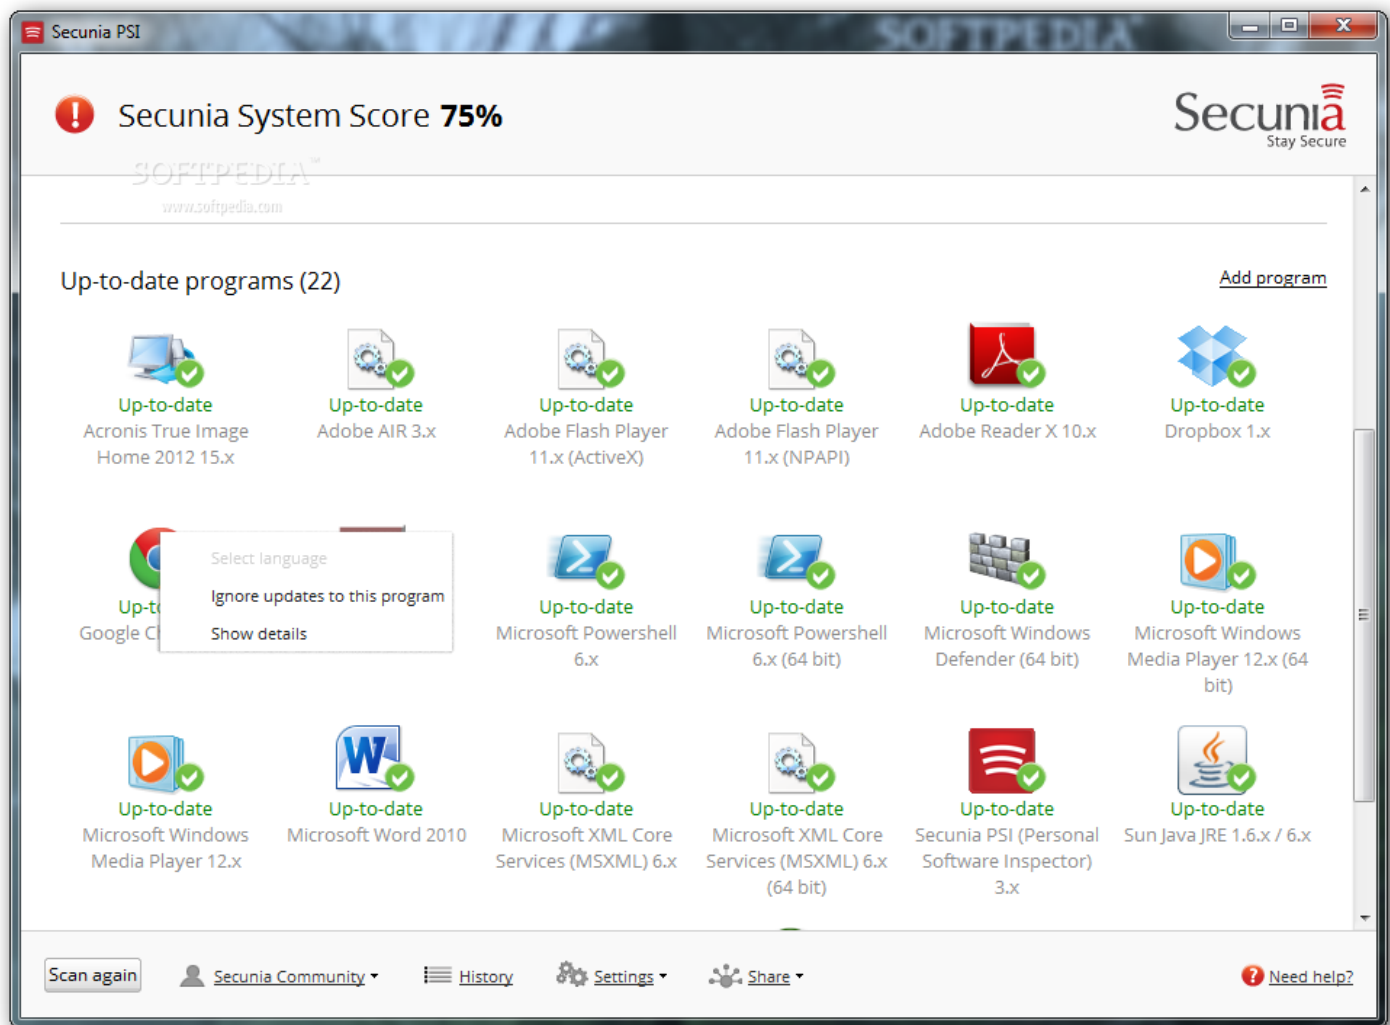 Secunia PSI
SOFTPEDIA
Secunia System Score 75%
Secunia
Stay Secure
SOFTPEDIA™
www.softpedia.com
Up-to-date programs (22)
Add program
Up-to-date
Up-to-date
Up-to-date
Up-to-date
Up-to-date
Up-to-date
Acronis True Image
Home 2012 15.x
Adobe AIR 3.x
Adobe Flash Player
11.x (ActiveX)
Adobe Flash Player
11.x (NPAPI)
Adobe Reader X 10.x
Dropbox 1.x
Select language
Ignore updates to this program
Show details
Google
Up-to-date
Up-to-date
Up-to-date
Up-to-date
Microsoft Powershell
6.x
Microsoft Powershell
6.x (64 bit)
Microsoft Windows
Defender (64 bit)
Microsoft Windows
Media Player 12.x (64
bit)
Up-to-date
Up-to-date
Up-to-date
Up-to-date
Up-to-date
Up-to-date
Microsoft Windows
Media Player 12.x
Microsoft Word 2010
Microsoft XML Core
Services (MSXML) 6.x
Microsoft XML Core
Services (MSXML) 6.x
(64 bit)
Secunia PSI (Personal
Software Inspector)
3.x
Sun Java JRE 1.6.x / 6.x
Scan again
Secunia Community
History
Settings
Share
Need help?